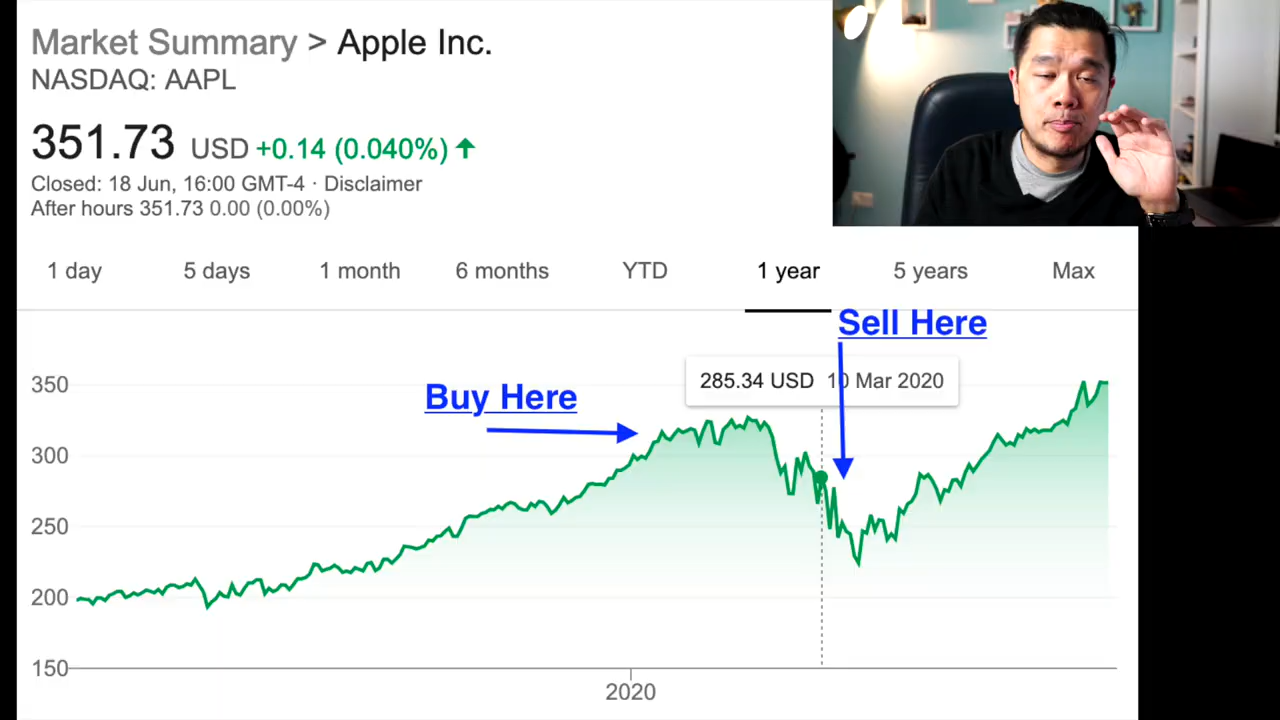 Market Summary > Apple Inc.
NASDAQ: AAPL
351.73 USD +0.14 (0.040%) ↑
Closed: 18 Jun, 16:00 GMT-4 · Disclaimer
After hours 351.73 0.00 (0.00%)
1 day 5 days 1 month 6 months YTD 1 year 5 years Max
Sell Here
285.34 USD 10 Mar 2020
Buy Here
350
300
250
200
150
2020